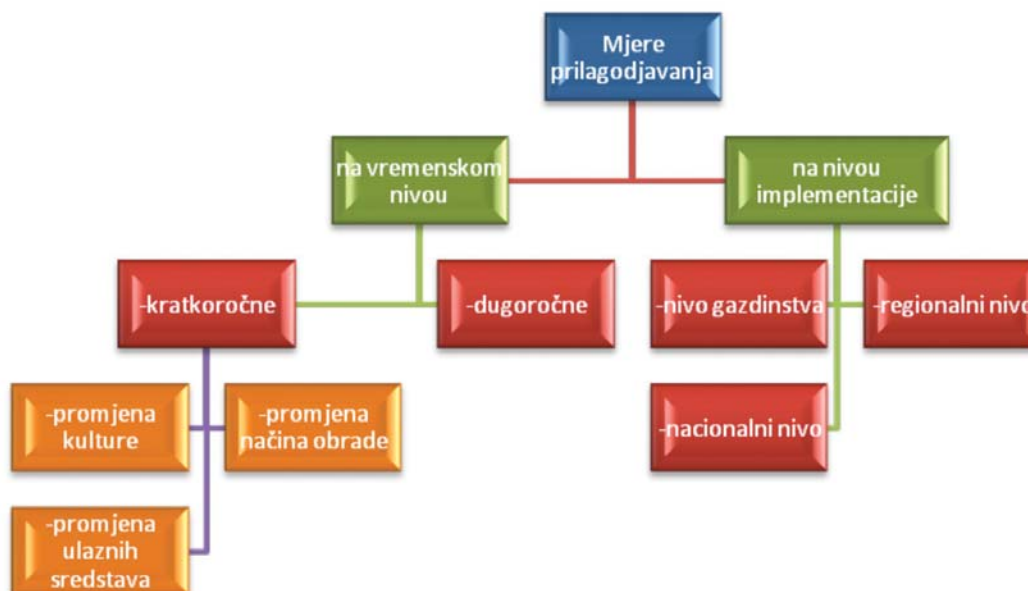 Mjere
prilagodjavanja
na vremenskom
nivou
na nivou
implementacije
-kratkoročne
-dugoročne
-nivo gazdinstva
-regionalni nivo
-promjena
kulture
-promjena
načina obrade
-nacionalni nivo
-promjena
ulaznih
sredstava